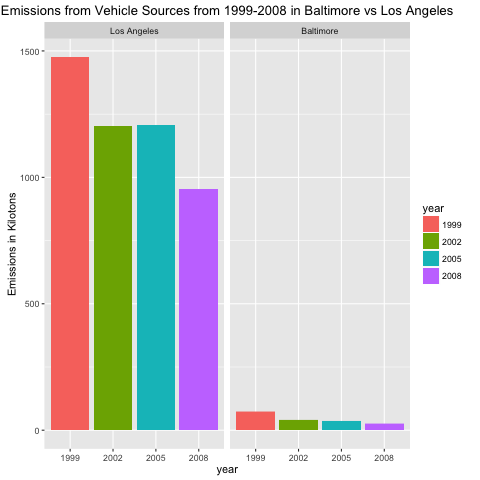 Emissions from Vehicle Sources from 1999-2008 in Baltimore vs Los Angeles
Los Angeles
Baltimore
Emissions in Kilotons
1500
1000
500
0
1999 2002 2005 2008
1999 2002 2005 2008
year
year
1999
2002
2005
2008